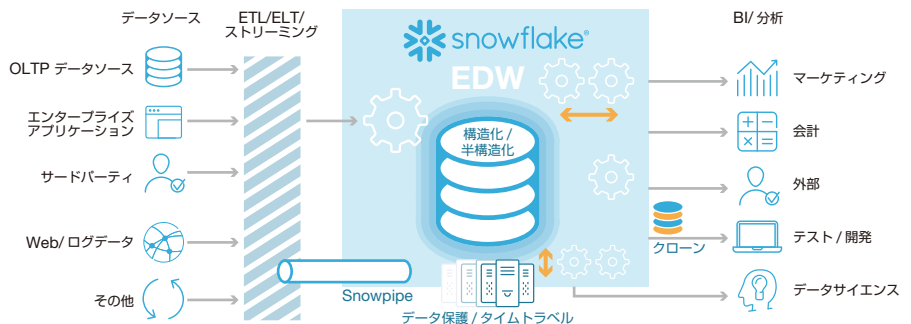 データソース
ETL/ELT/
ストリーミング
BI/ 分析
snowflake®
EDW
OLTP データソース
エンタープライズ
アプリケーション
サードパーティ
Web/ ログデータ
その他
構造化 /
半構造化
Snowpipe
データ保護 / タイムトラベル
クローン
マーケティング
会計
外部
テスト / 開発
データサイエンス